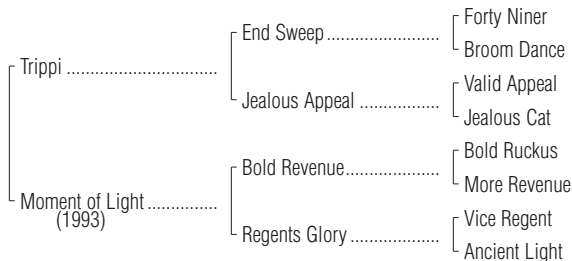 Forty Niner
End Sweep ........................
Broom Dance
Trippi ................................
Valid Appeal
Jealous Appeal .................
Jealous Cat
Bold Ruckus
Bold Revenue....................
More Revenue
Moment of Light ...............
(1993)
Vice Regent
Regents Glory ...................
Ancient Light